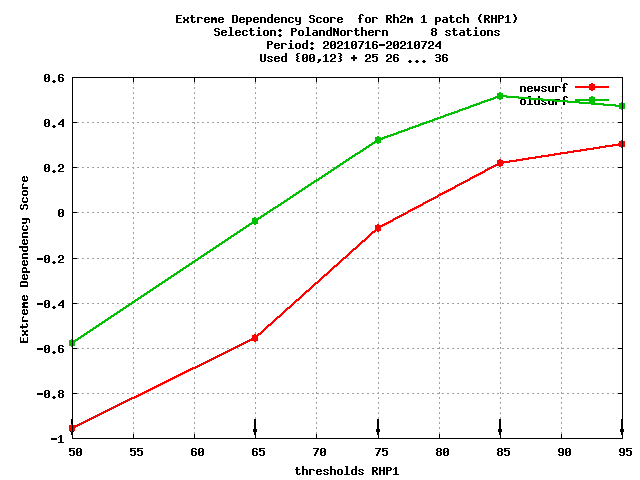 Extreme Dependency Score  for Rh2m 1 patch (RHP1)
Selection: PolandNorthern      8 stations
Period: 20210716-20210724
Used {00,12} + 25 26 ... 36
newsurf
oldsurf
0.6
0.4
0.2
0
-0.2
-0.4
-0.6
-0.8
-1
Extreme Dependency Score
50 55 60 65 70 75 80 85 90 95
thresholds RHP1